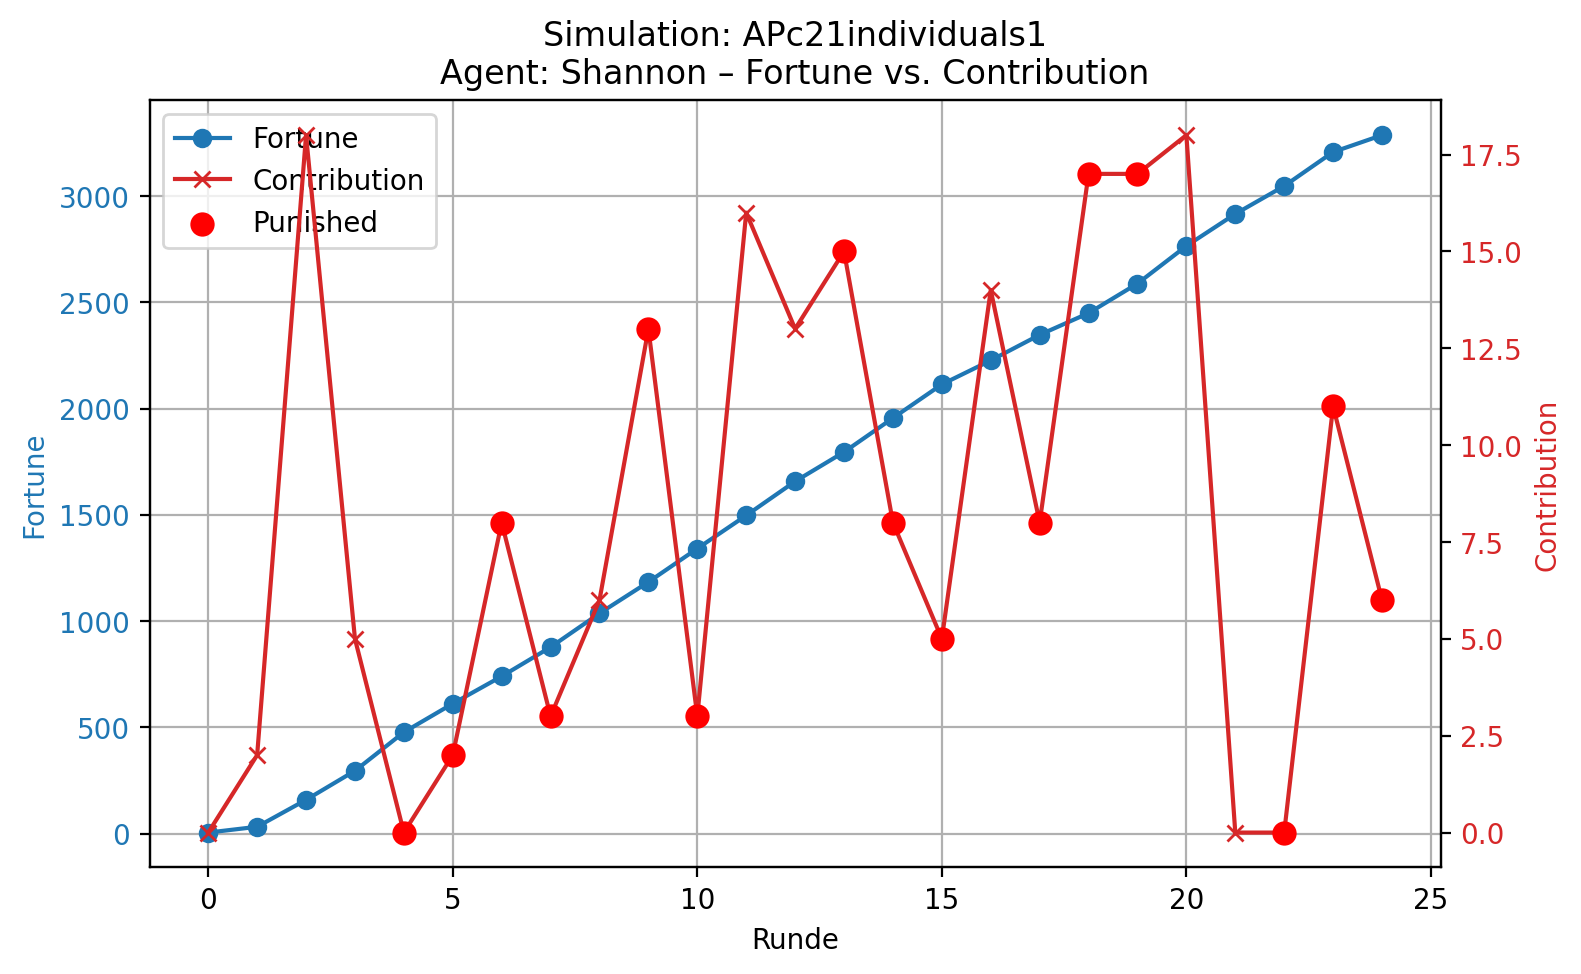 Simulation: APc21individuals1
Agent: Shannon – Fortune vs. Contribution
Fortune
Contribution
Punished
3000
2500
2000
1500
1000
500
0
Fortune
17.5
15.0
12.5
10.0
7.5
5.0
2.5
0.0
Contribution
0 5 10 15 20 25
Runde